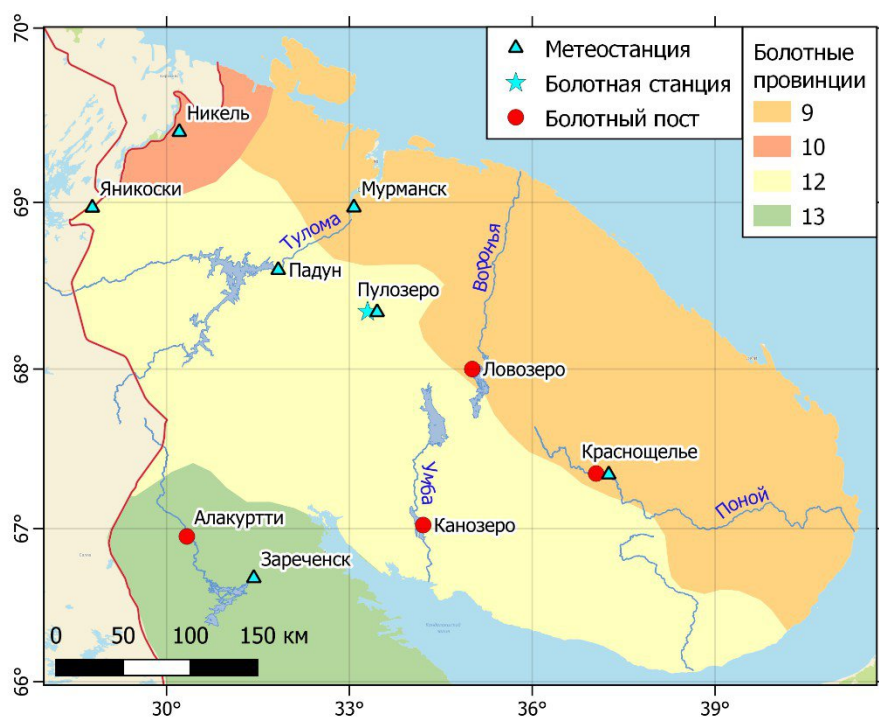 70°
69°
68°
67°
66°
Метеостанция
Болотная станция
Болотный пост
Болотные
провинции
9
10
12
13
Никель
Яникоски
Мурманск
Тулома
Падун
Воронья
Пулозеро
Ловозеро
Краснощелье
Умба
Поной
Алакуртти
Канозеро
Зареченск
0 50 100 150 км
30° 33° 36° 39°